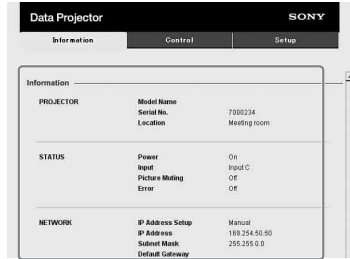 Data Projector SONY
Information Control Setup
Information
PROJECTOR Model Name
Serial No. 7000234
Location Meeting room
STATUS Power On
Input Input C
Picture Muting Off
Error Off
NETWORK IP Address Setup Manual
IP Address 169.254.50.50
Subnet Mask 255.255.0.0
Default Gateway